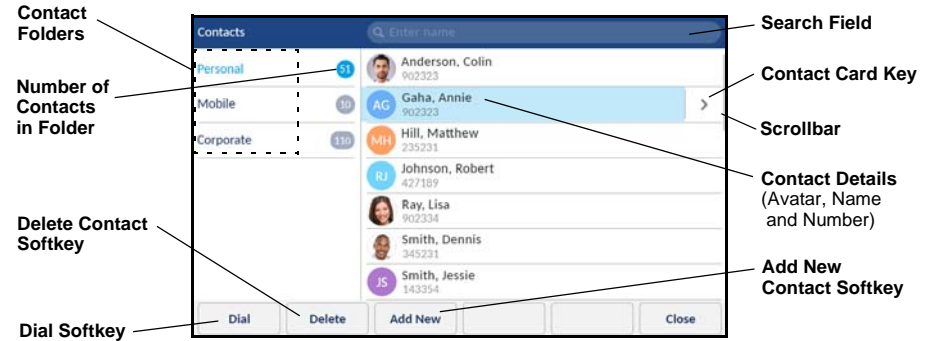 Contact
Folders
Number of
Contacts
in Folder
Delete Contact
Softkey
Dial Softkey
Contacts
Enter name
Personal
51
Mobile
10
Corporate
110
Anderson, Colin
902323
AG
Gaha, Annie
902323
MH
Hill, Matthew
235231
RJ
Johnson, Robert
427189
Ray, Lisa
902334
Smith, Dennis
345231
JS
Smith, Jessie
143354
Dial
Delete
Add New
Close
Search Field
Contact Card Key
Scrollbar
Contact Details
(Avatar, Name
and Number)
Add New
Contact Softkey